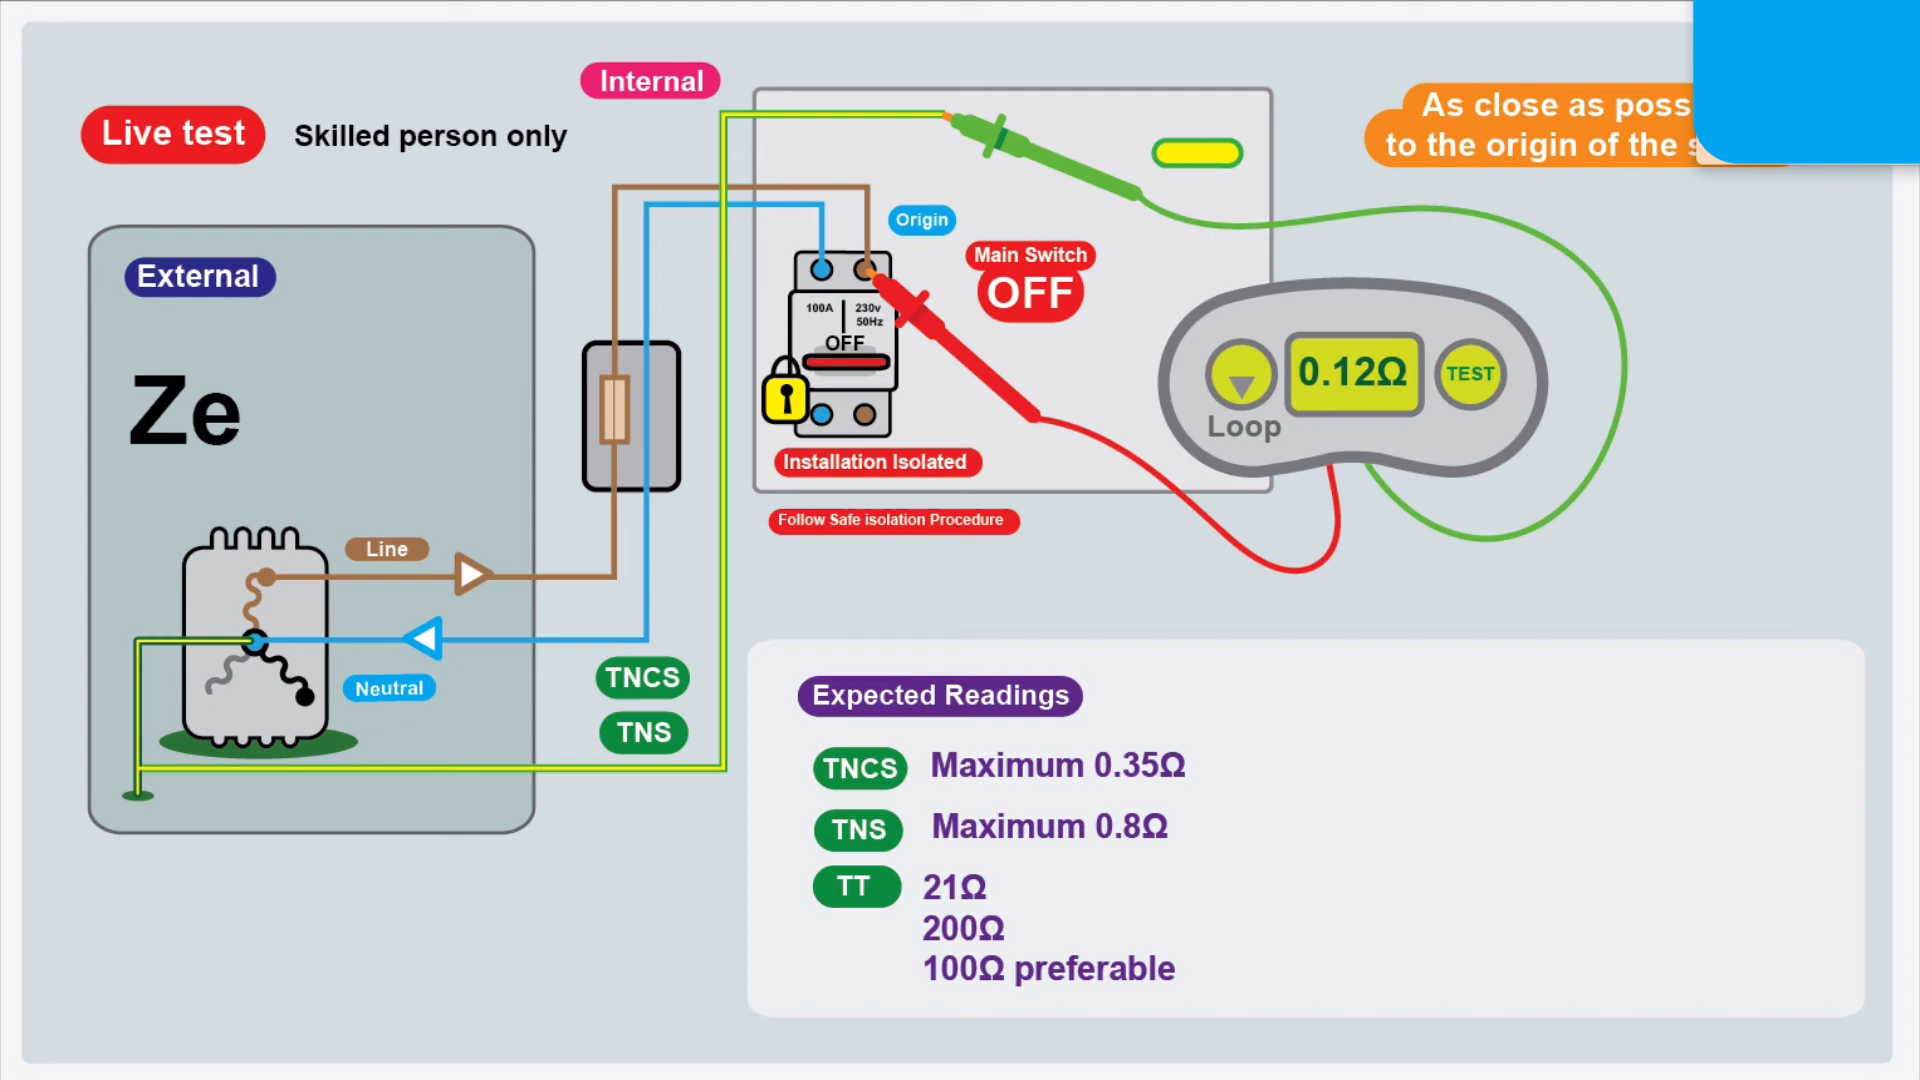 Internal
Live test
Skilled person only
As close as
to the origin of the
External
Origin
Main Switch
OFF
100A
230v
50Hz
OFF
Ze
0.12Ω
TEST
Loop
Installation Isolated
Follow Safe isolation Procedure
Line
Neutral
TNCS
TNS
Expected Readings
TNCS Maximum 0.35Ω
TNS Maximum 0.8Ω
TT 21Ω
200Ω
100Ω preferable